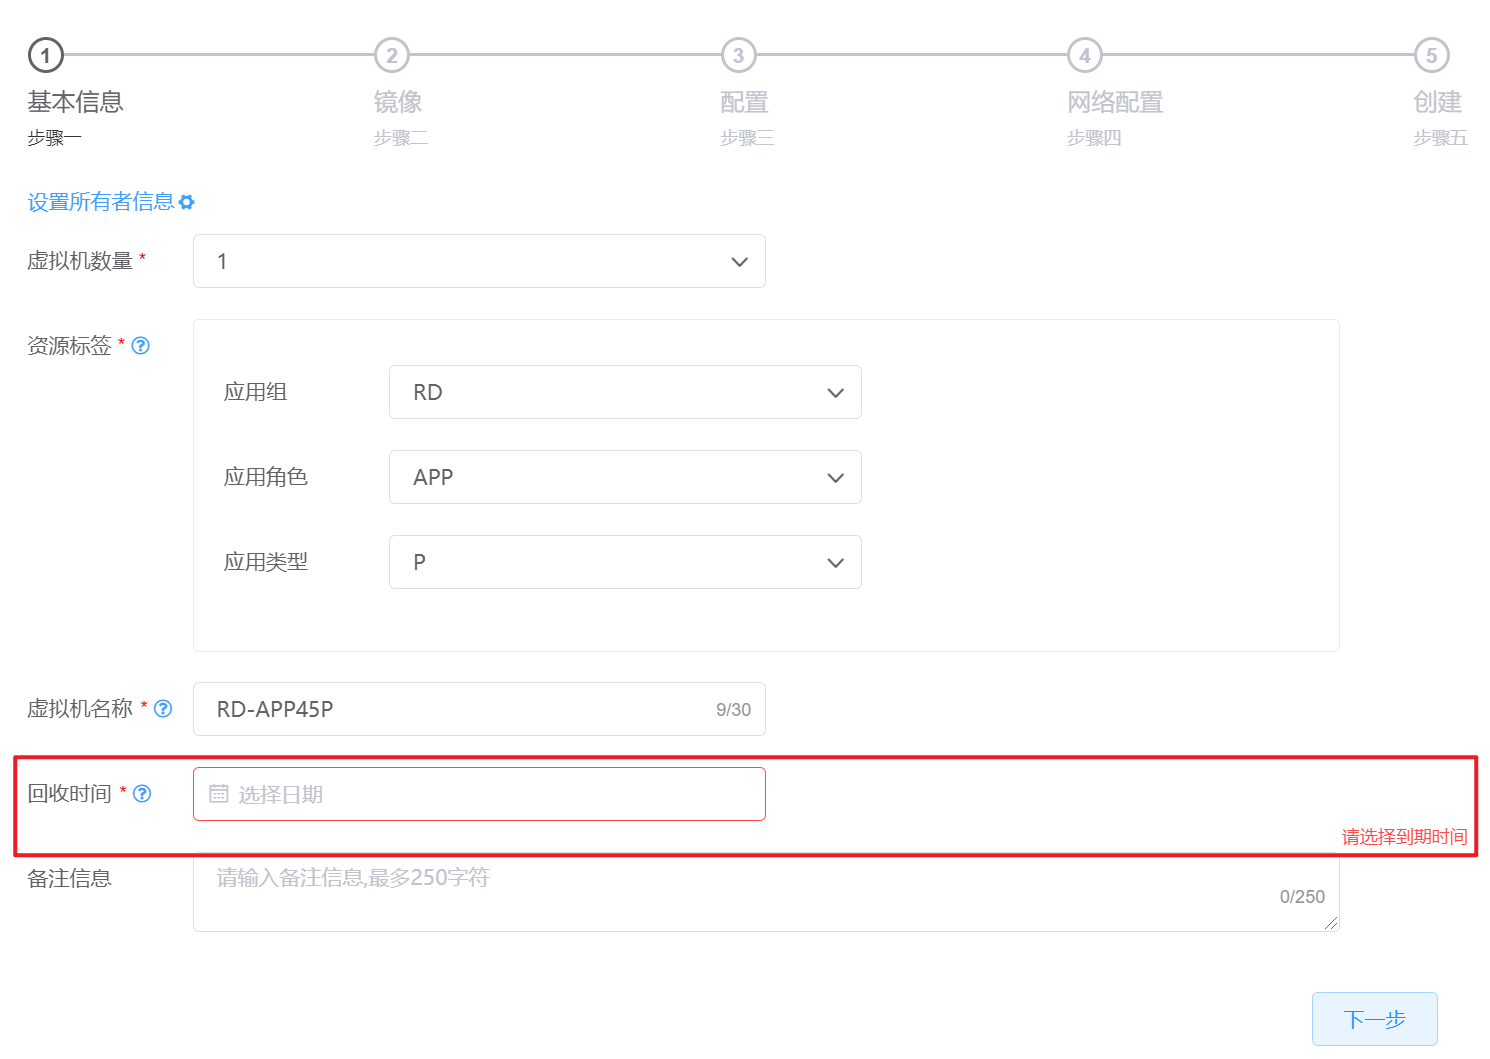 1 2 3 4 5
基本信息 镜像 配置 网络配置 创建
步骤一 步骤二 步骤三 步骤四 步骤五
设置所有者信息
虚拟机数量 * 1
资源标签 * ?
应用组 RD
应用角色 APP
应用类型 P
虚拟机名称 * ? RD-APP45P 9/30
回收时间 * ? 选择日期
请选择到期时间
备注信息 请输入备注信息,最多250字符
0/250
下一步